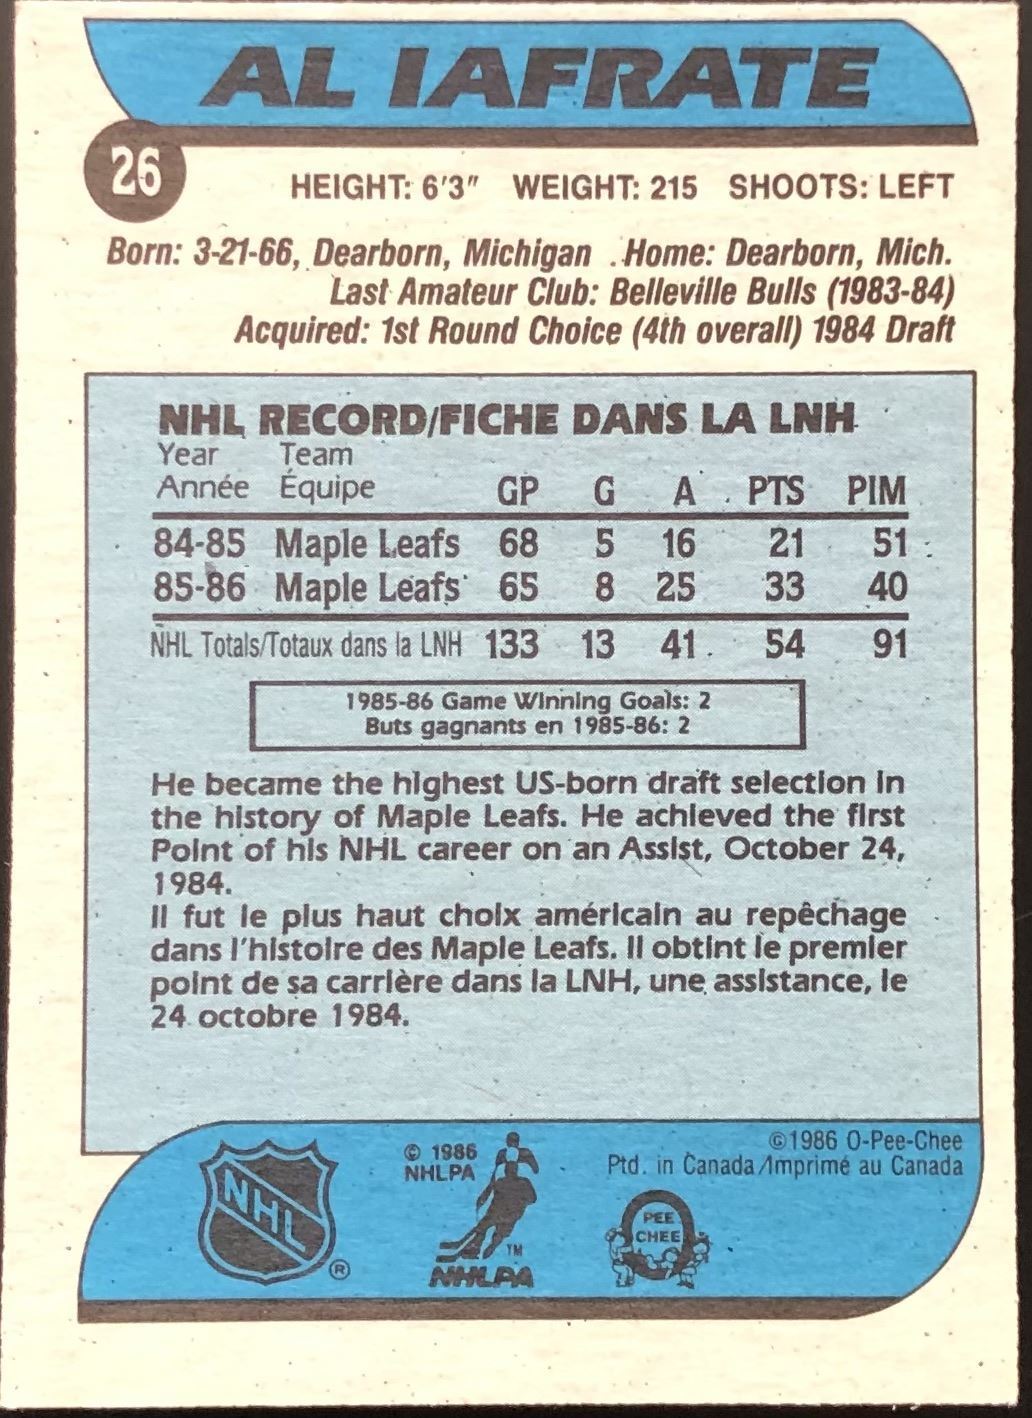 AL IAFRATE
26
HEIGHT: 6'3" WEIGHT: 215 SHOOTS: LEFT
Born: 3-21-66, Dearborn, Michigan . Home: Dearborn, Mich.
Last Amateur Club: Belleville Bulls (1983-84)
Acquired: 1st Round Choice (4th overall) 1984 Draft
NHL RECORD/FICHE DANS LA LNH
Year Team
Année Équipe GP G A PTS PIM
84-85 Maple Leafs 68 5 16 21 51
85-86 Maple Leafs 65 8 25 33 40
NHL Totals/Totaux dans la LNH 133 13 41 54 91
1985-86 Game Winning Goals: 2
Buts gagnants en 1985-86: 2
He became the highest US-born draft selection in
the history of Maple Leafs. He achieved the first
Point of his NHL career on an Assist, October 24,
1984.
Il fut le plus haut choix américain au repêchage
dans l'histoire des Maple Leafs. Il obtint le premier
point de sa carrière dans la LNH, une assistance, le
24 octobre 1984.
NHL ®
© 1986
NHLPA
TM
NHLPA
©1986 O-Pee-Chee
Ptd. in Canada/Imprimé au Canada
PEE
CHEE